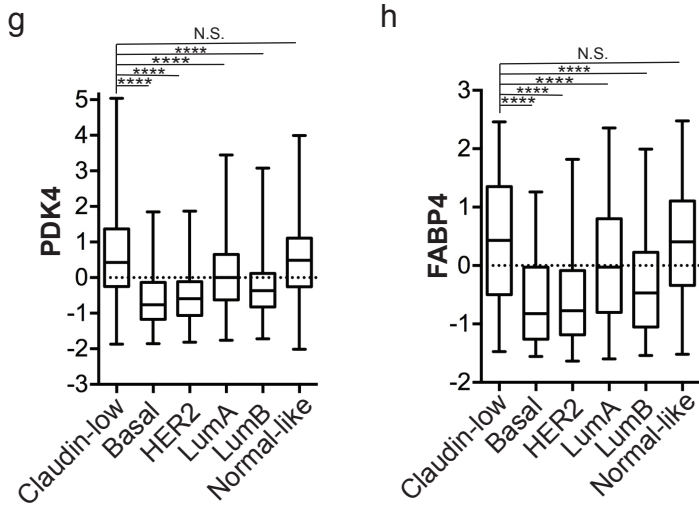 g
N.S.
****
****
****
****
PDK4
5
4
3
2
1
0
-1
-2
-3
Claudin-low
Basal
HER2
LumA
LumB
Normal-like
h
N.S.
****
****
****
****
FABP4
3
2
1
0
-1
-2
Claudin-low
Basal
HER2
LumA
LumB
Normal-like